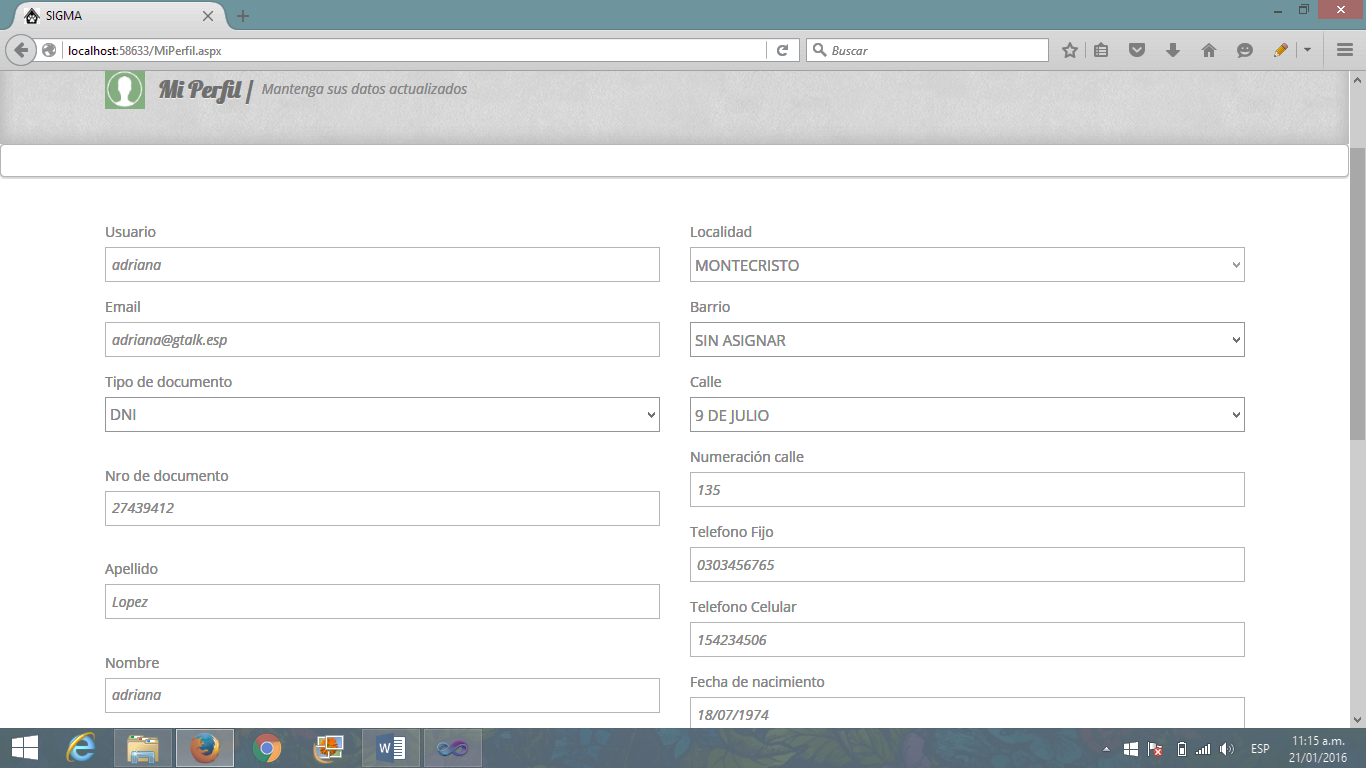 SIGMA
localhost:58633/MiPerfil.aspx
Buscar
Mi Perfil | Mantenga sus datos actualizados
Usuario
adriana
Email
adriana@gtalk.esp
Tipo de documento
DNI
Nro de documento
27439412
Apellido
Lopez
Nombre
adriana
Localidad
MONTECRISTO
Barrio
SIN ASIGNAR
Calle
9 DE JULIO
Numeración calle
135
Telefono Fijo
0303456765
Telefono Celular
154234506
Fecha de nacimiento
18/07/1974
ESP
11:15 a.m.
21/01/2016